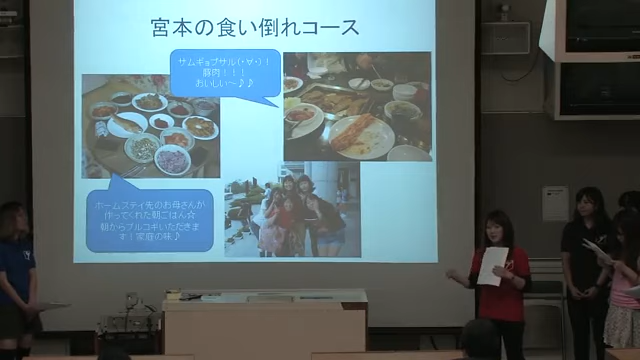 宮本の食い倒れコース
サムギョプサル(・∀・)!
豚肉!!!
おいしい~♪♪
ホームステイ先のお母さんが
作ってくれた朝ごはん☆
朝からプルコギいただきま
す!家庭の味♪